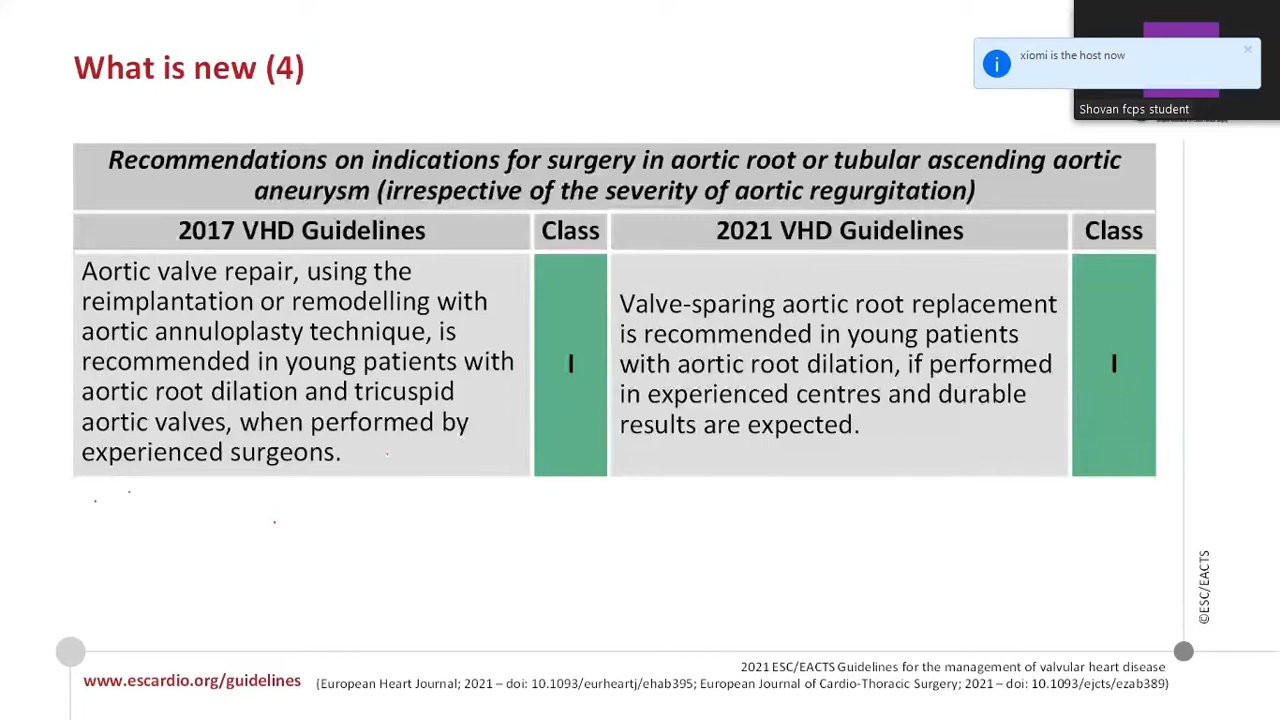 What is new (4)
xiomi is the host now
Shovan fcps student
Recommendations on indications for surgery in aortic root or tubular ascending aortic
aneurysm (irrespective of the severity of aortic regurgitation)
2017 VHD Guidelines
Class
2021 VHD Guidelines
Class
Aortic valve repair, using the
reimplantation or remodelling with
aortic annuloplasty technique, is
recommended in young patients with
aortic root dilation and tricuspid
aortic valves, when performed by
experienced surgeons.
I
Valve-sparing aortic root replacement
is recommended in young patients
with aortic root dilation, if performed
in experienced centres and durable
results are expected.
I
©ESC/EACTS
www.escardio.org/guidelines
2021 ESC/EACTS Guidelines for the management of valvular heart disease
(European Heart Journal; 2021 – doi: 10.1093/eurheartj/ehab395; European Journal of Cardio-Thoracic Surgery; 2021 – doi: 10.1093/ejcts/ezab389)